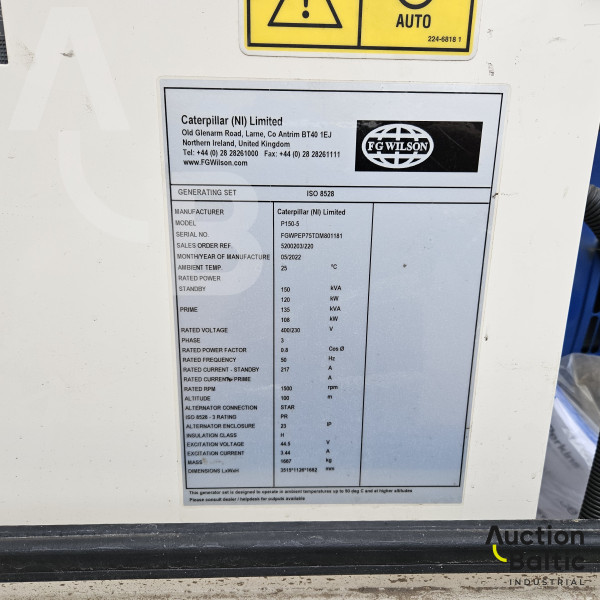 AUTO
224-6818 1
Caterpillar (NI) Limited
Old Glenarm Road, Larne, Co Antrim BT40 1EJ
Northern Ireland, United Kingdom
Tel: +44 (0) 28 28261000 Fax: +44 (0) 28 28261111
www.FGWilson.com
FG WILSON
GENERATING SET ISO 8528
MANUFACTURER Caterpillar (NI) Limited
MODEL P150-5
SERIAL NO. FGWPEP75TDM801181
SALES ORDER REF. 5200203/220
MONTH/YEAR OF MANUFACTURE 05/2022
AMBIENT TEMP. 25 °C
RATED POWER
STANDBY 150 kVA
120 kW
PRIME 135 kVA
108 kW
RATED VOLTAGE 400/230 V
PHASE 3
RATED POWER FACTOR 0.8 Cos Ø
RATED FREQUENCY 50 Hz
RATED CURRENT - STANDBY 217 A
RATED CURRENT - PRIME A
RATED RPM 1500 rpm
ALTITUDE 100 m
ALTERNATOR CONNECTION STAR
ISO 8528 - 3 RATING PR
ALTERNATOR ENCLOSURE 23 IP
INSULATION CLASS H
EXCITATION VOLTAGE 44.5 V
EXCITATION CURRENT 3.44 A
MASS 1687 kg
DIMENSIONS LxWxH mm
This generator set is designed to operate in ambient temperatures up to 50 deg C and at higher altitudes
Please consult dealer / helpdesk for outputs available
Auction
Baltic
INDUSTRIAL